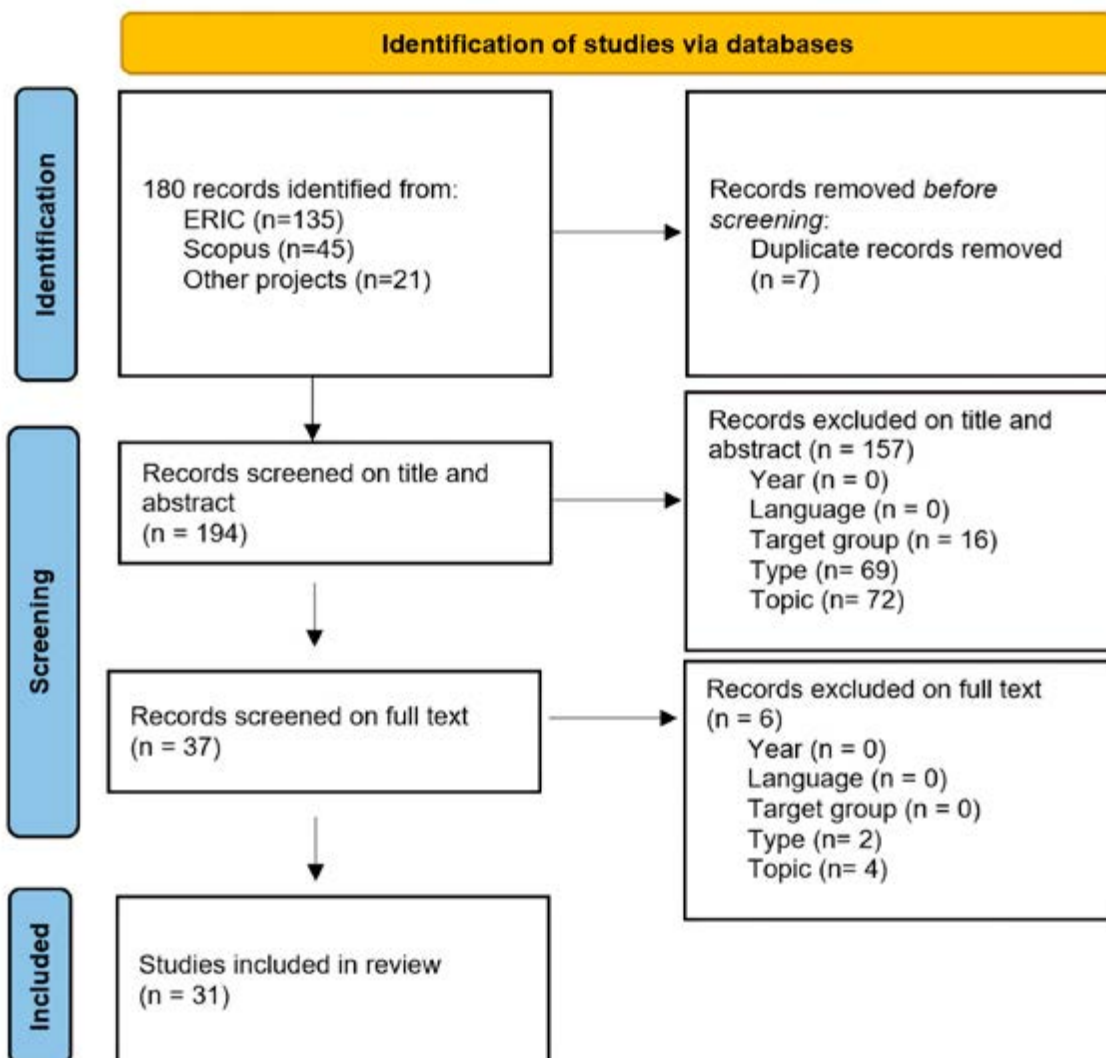 Identification of studies via databases
Identification
180 records identified from:
ERIC (n=135)
Scopus (n=45)
Other projects (n=21)
Records removed before
screening:
Duplicate records removed
(n =7)
Screening
Records screened on title and
abstract
(n = 194)
Records excluded on title and
abstract (n = 157)
Year (n = 0)
Language (n = 0)
Target group (n = 16)
Type (n= 69)
Topic (n= 72)
Records screened on full text
(n = 37)
Records excluded on full text
(n = 6)
Year (n = 0)
Language (n = 0)
Target group (n = 0)
Type (n= 2)
Topic (n= 4)
Included
Studies included in review
(n = 31)